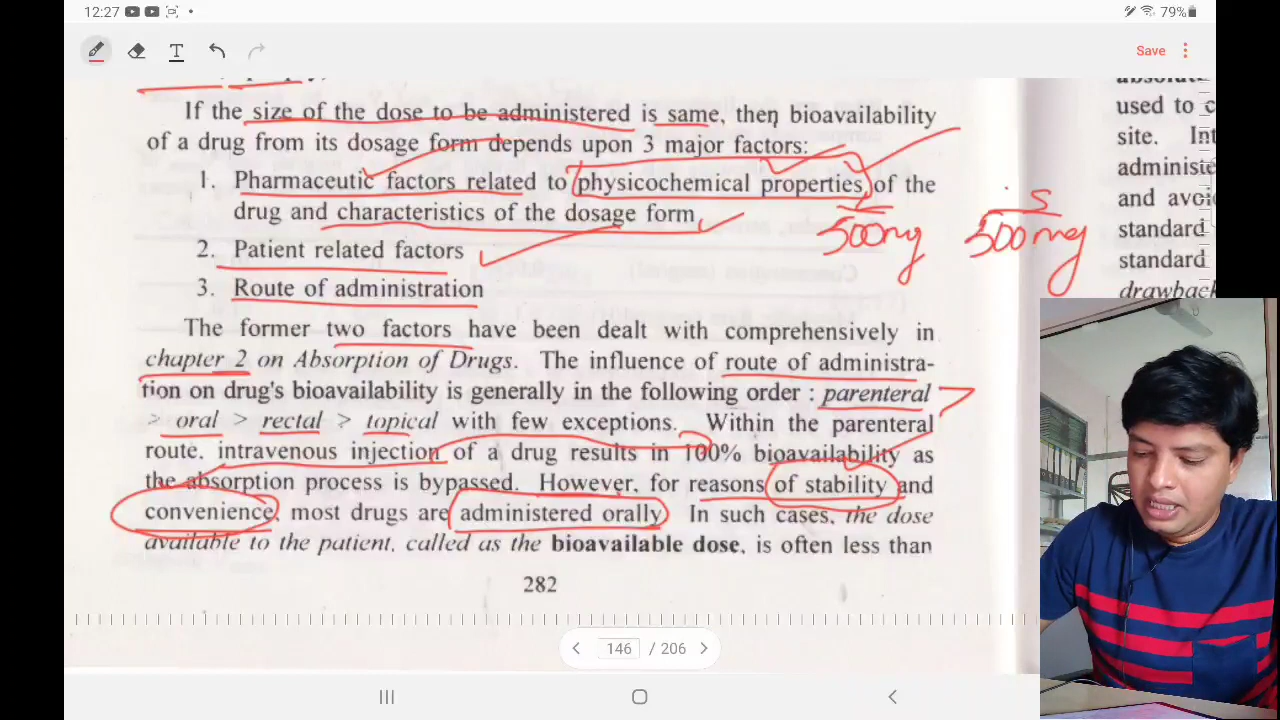 12:27
79%
Save
T
If the size of the dose to be administered is same, then bioavailability
of a drug from its dosage form depends upon 3 major factors:
1. Pharmaceutic factors related to physicochemical properties of the
drug and characteristics of the dosage form
500mg
500mg
2. Patient related factors
3. Route of administration
The former two factors have been dealt with comprehensively in
chapter 2 on Absorption of Drugs. The influence of route of administra-
tion on drug's bioavailability is generally in the following order : parenteral
> oral > rectal > topical with few exceptions. Within the parenteral
route, intravenous injection of a drug results in 100% bioavailability as
the absorption process is bypassed. However, for reasons of stability and
convenience, most drugs are administered orally. In such cases, the dose
available to the patient, called as the bioavailable dose, is often less than
282
used to
site.
administe
and avoi
standard
standard
drawback
146 / 206